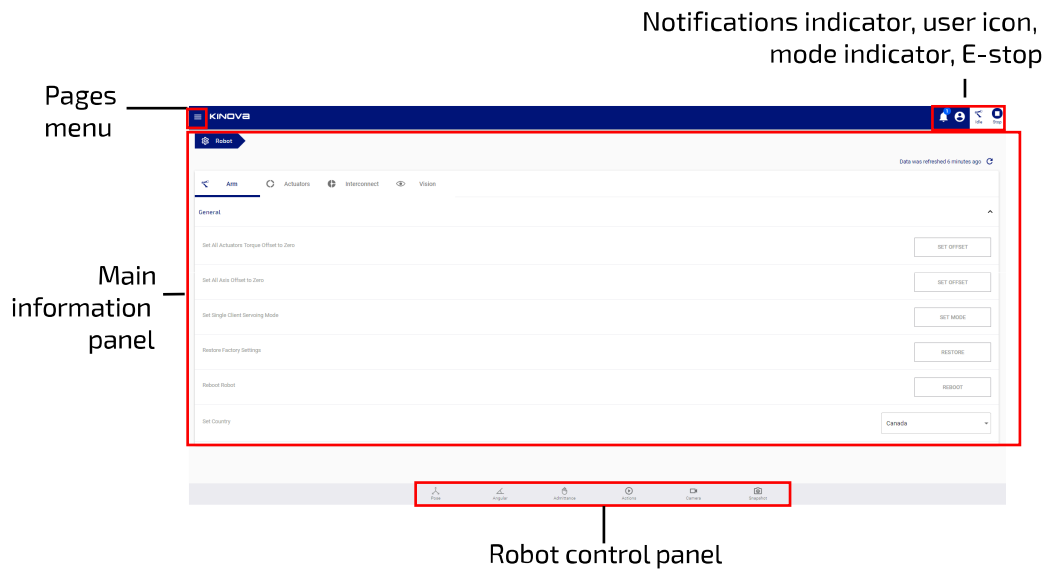 Notifications indicator, user icon,
mode indicator, E-stop
Pages
menu
KINOVA
1
Idle
Stop
Robot
Data was refreshed 6 minutes ago
Arm
Actuators
Interconnect
Vision
General
Set All Actuators Torque Offset to Zero
SET OFFSET
Set All Axis Offset to Zero
SET OFFSET
Main
information
panel
Set Single Client Servoing Mode
SET MODE
Restore Factory Settings
RESTORE
Reboot Robot
REBOOT
Set Country
Canada
Pose
Angular
Admittance
Actions
Camera
Snapshot
Robot control panel